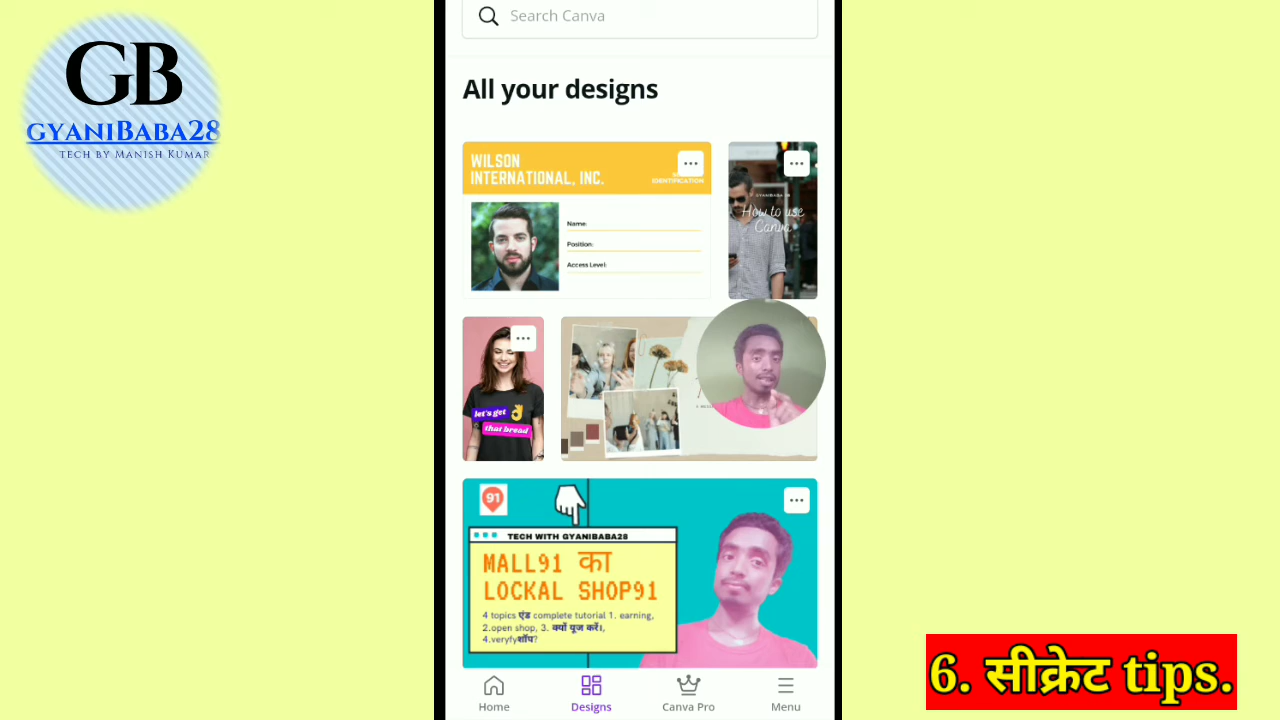 GB
GYANIBABA28
TECH BY MANISH KUMAR
Search Canva
All your designs
WILSON
INTERNATIONAL, INC.
IDENTIFICATION
Name:
Position:
Access Level:
GYANIBABA 28
How to use
Canva
let's get
that bread
91
TECH WITH GYANIBABA28
MALL91 का
LOCKAL SHOP91
4 topics एंड complete tutorial 1. earning,
2.open shop, 3. क्यों यूज करें।,
4.veryfyशॉप?
Home
Designs
Canva Pro
Menu
6. सीक्रेट tips.